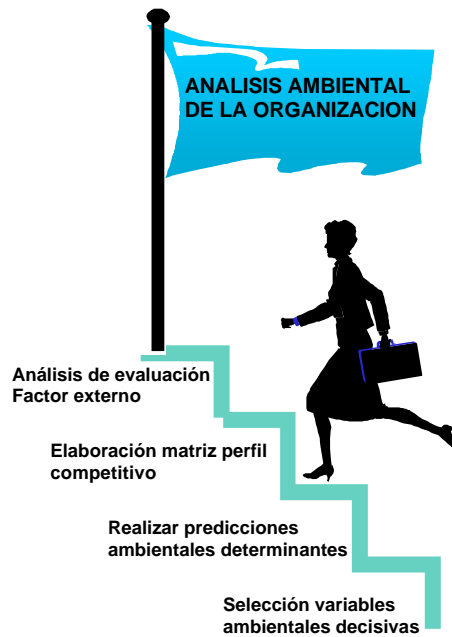 ANALISIS AMBIENTAL
DE LA ORGANIZACION
Análisis de evaluación
Factor externo
Elaboración matriz perfil
competitivo
Realizar predicciones
ambientales determinantes
Selección variables
ambientales decisivas